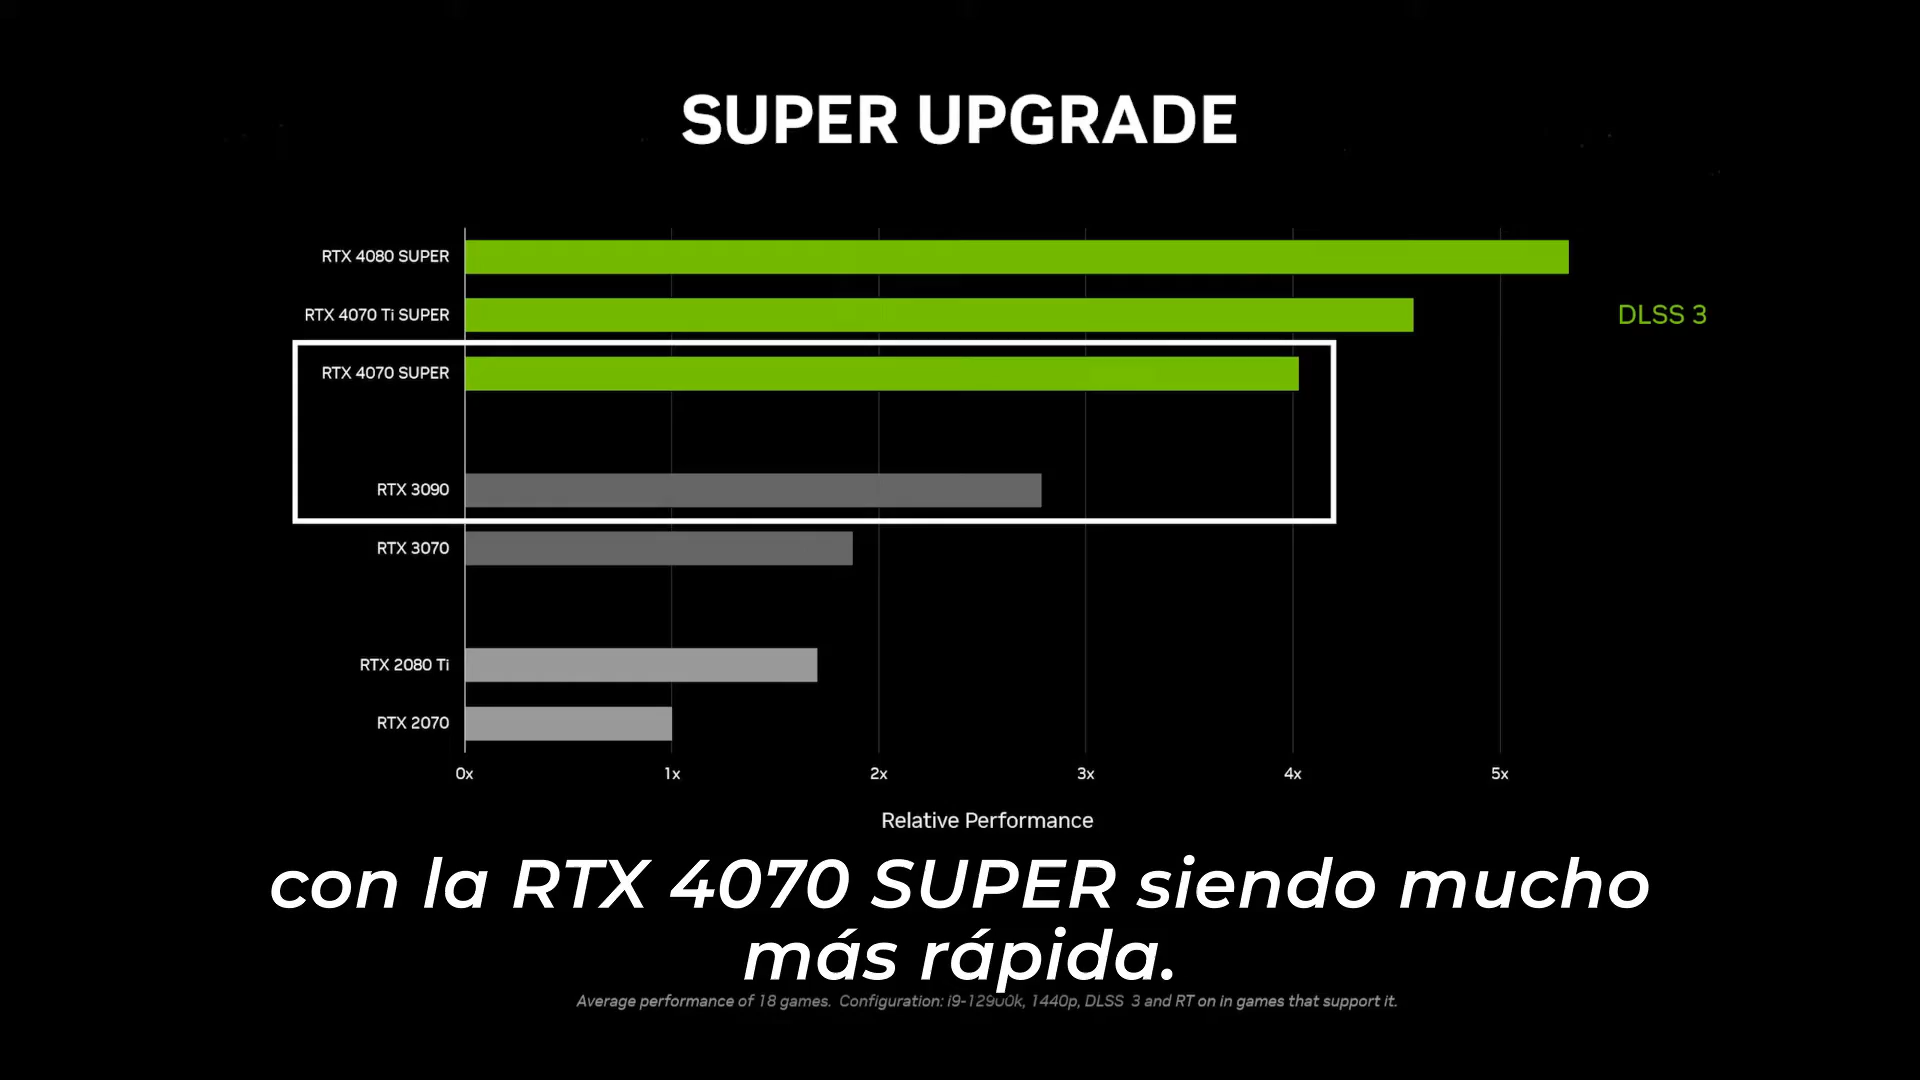 SUPER UPGRADE
RTX 4080 SUPER
RTX 4070 Ti SUPER
DLSS 3
RTX 4070 SUPER
RTX 3090
RTX 3070
RTX 2080 Ti
RTX 2070
0x 1x 2x 3x 4x 5x
Relative Performance
con la RTX 4070 SUPER siendo mucho
más rápida.
Average performance of 18 games. Configuration: i9-12900k, 1440p, DLSS 3 and RT on in games that support it.